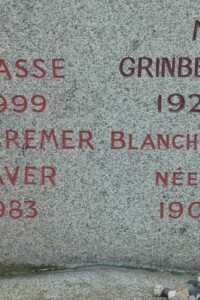 ASSE GRINBE
999 192
REMER BLANCH
AVER NÉE
983 190